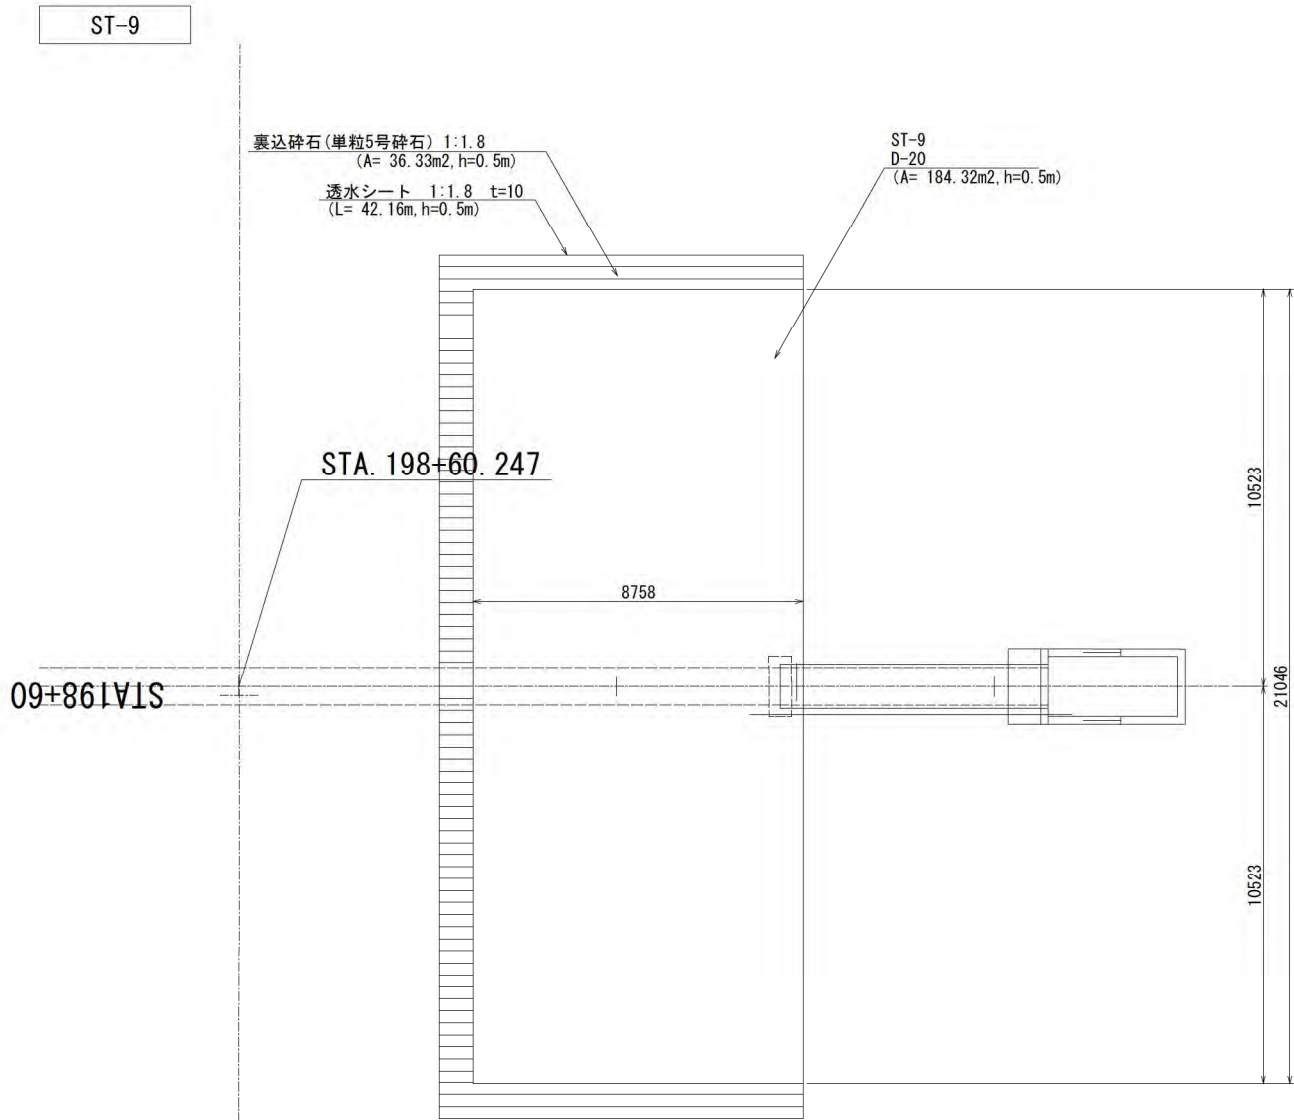 ST-9
裏込砕石(単粒5号砕石) 1:1.8
(A= 36.33m2,h=0.5m)
透水シート 1:1.8 t=10
(L= 42.16m,h=0.5m)
ST-9
D-20
(A= 184.32m2,h=0.5m)
STA. 198+60. 247
10523
8758
STA198+60
21046
10523